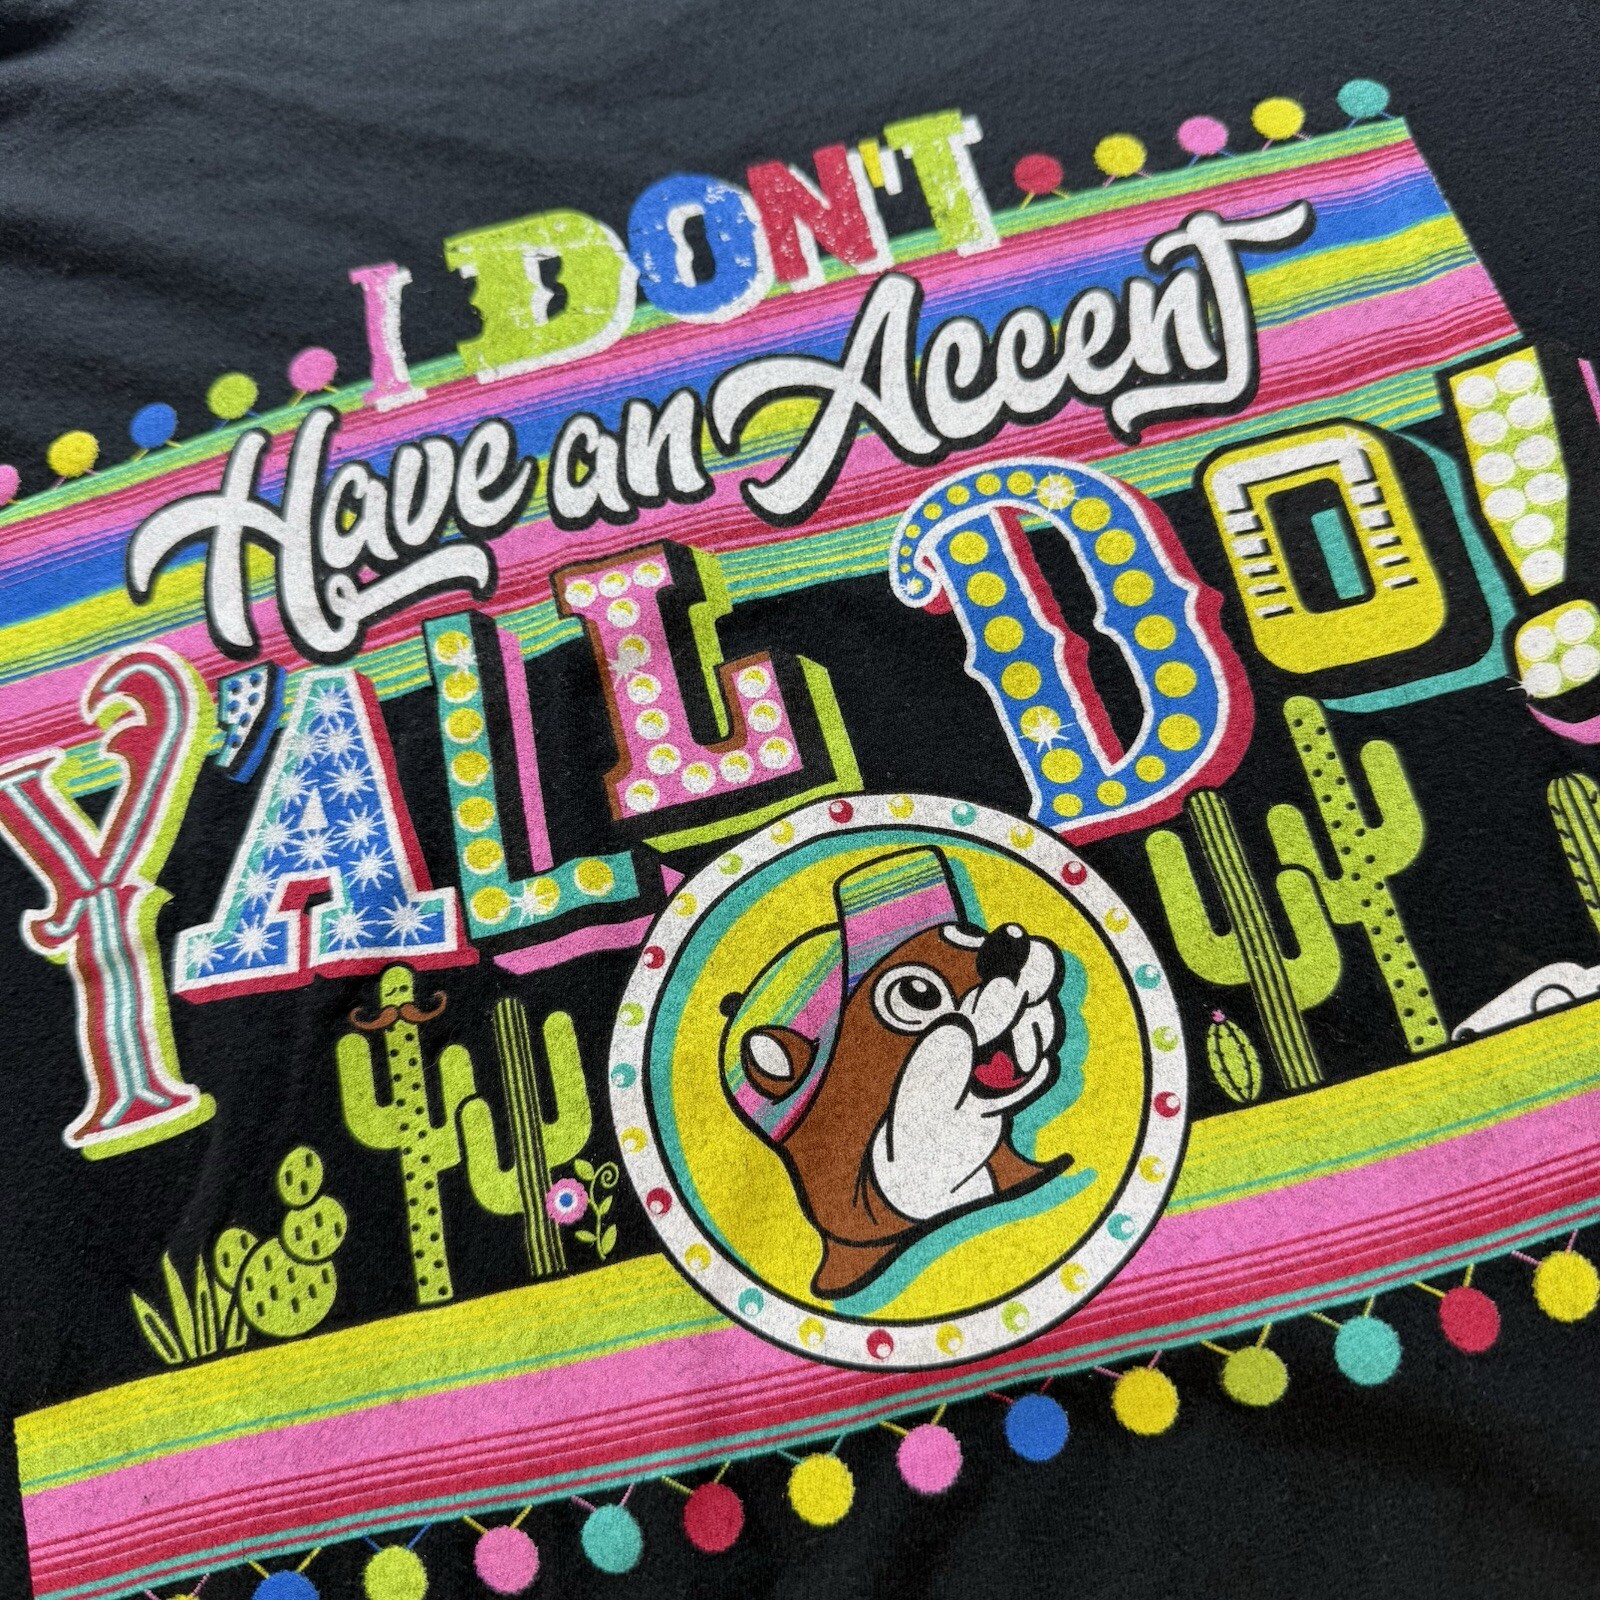 I DON'T
Have an Accent
Y'ALL DO!